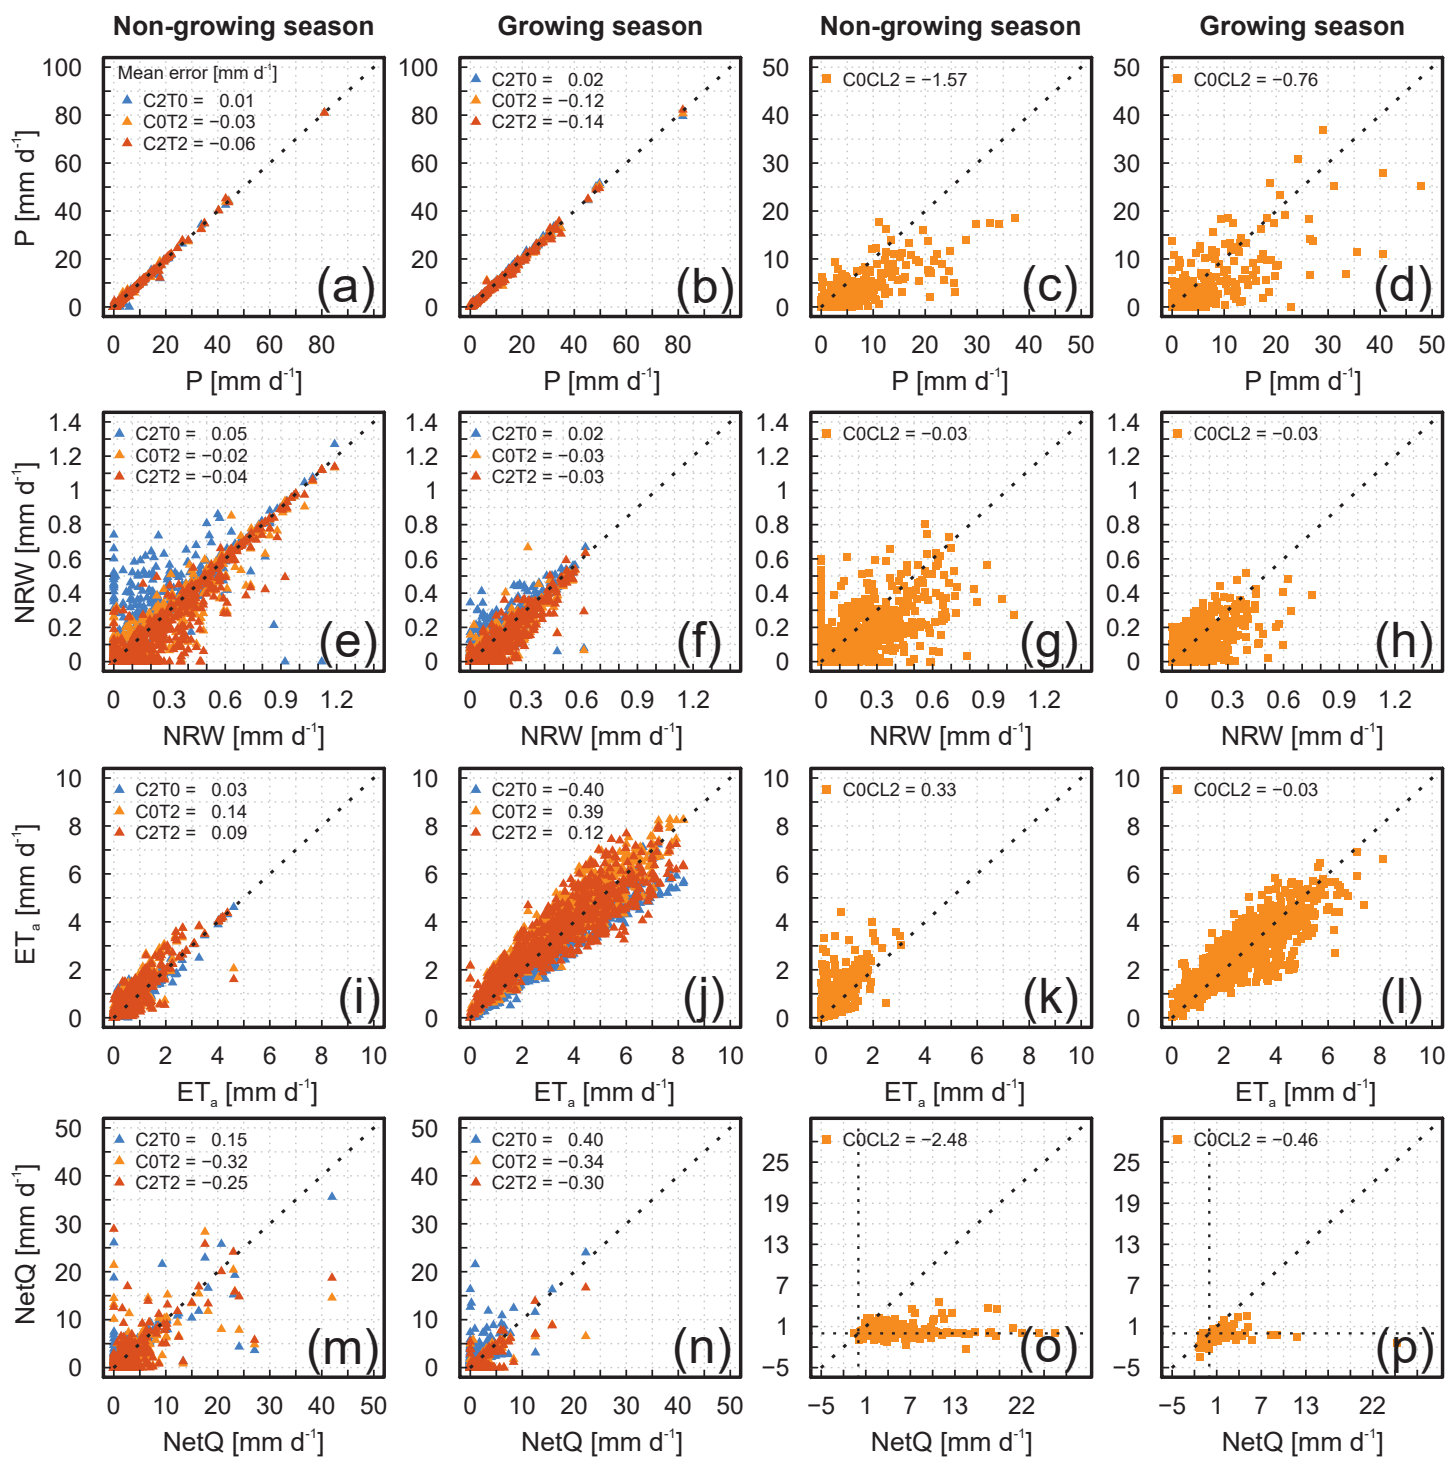 Non-growing season Growing season Non-growing season Growing season
Mean error [mm d-1]
C2T0 = 0.01
C0T2 = −0.03
C2T2 = −0.06
100
80
60
40
20
0
P [mm d-1]
(a)
0 20 40 60 80
P [mm d-1]
C2T0 = 0.02
C0T2 = −0.12
C2T2 = −0.14
100
80
60
40
20
0
(b)
0 20 40 60 80
P [mm d-1]
C0CL2 = −1.57
50
40
30
20
10
0
(c)
0 10 20 30 40 50
P [mm d-1]
C0CL2 = −0.76
50
40
30
20
10
0
(d)
0 10 20 30 40 50
P [mm d-1]
C2T0 = 0.05
C0T2 = −0.02
C2T2 = −0.04
1.4
1.2
1
0.8
0.6
0.4
0.2
0
NRW [mm d-1]
(e)
0 0.3 0.6 0.9 1.2
NRW [mm d-1]
C2T0 = 0.02
C0T2 = −0.03
C2T2 = −0.03
1.4
1.2
1
0.8
0.6
0.4
0.2
0
(f)
0 0.3 0.6 0.9 1.2
NRW [mm d-1]
C0CL2 = −0.03
1.4
1.2
1
0.8
0.6
0.4
0.2
0
(g)
0 0.3 0.6 0.9 1.2
NRW [mm d-1]
C0CL2 = −0.03
1.4
1.2
1
0.8
0.6
0.4
0.2
0
(h)
0 0.3 0.6 0.9 1.2
NRW [mm d-1]
C2T0 = 0.03
C0T2 = 0.14
C2T2 = 0.09
10
8
6
4
2
0
ETa [mm d-1]
(i)
0 2 4 6 8 10
ETa [mm d-1]
C2T0 = −0.40
C0T2 = 0.39
C2T2 = 0.12
10
8
6
4
2
0
(j)
0 2 4 6 8 10
ETa [mm d-1]
C0CL2 = 0.33
10
8
6
4
2
0
(k)
0 2 4 6 8 10
ETa [mm d-1]
C0CL2 = −0.03
10
8
6
4
2
0
(l)
0 2 4 6 8 10
ETa [mm d-1]
C2T0 = 0.15
C0T2 = −0.32
C2T2 = −0.25
50
40
30
20
10
0
NetQ [mm d-1]
(m)
0 10 20 30 40 50
NetQ [mm d-1]
C2T0 = 0.40
C0T2 = −0.34
C2T2 = −0.30
50
40
30
20
10
0
(n)
0 10 20 30 40 50
NetQ [mm d-1]
C0CL2 = −2.48
25
19
13
7
1
−5
(o)
−5 1 7 13 22
NetQ [mm d-1]
C0CL2 = −0.46
25
19
13
7
1
−5
(p)
−5 1 7 13 22
NetQ [mm d-1]